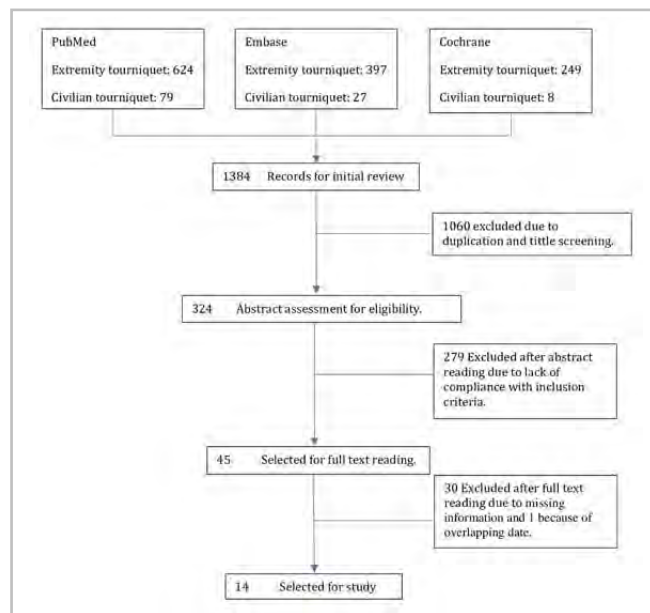 PubMed
Extremity tourniquet: 624
Civilian tourniquet: 79
Embase
Extremity tourniquet: 397
Civilian tourniquet: 27
Cochrane
Extremity tourniquet: 249
Civilian tourniquet: 8
1384 Records for initial review
1060 excluded due to
duplication and tittle screening.
324 Abstract assessment for eligibility.
279 Excluded after abstract
reading due to lack of
compliance with inclusion
criteria.
45 Selected for full text reading.
30 Excluded after full text
reading due to missing
information and 1 because of
overlapping date.
14 Selected for study